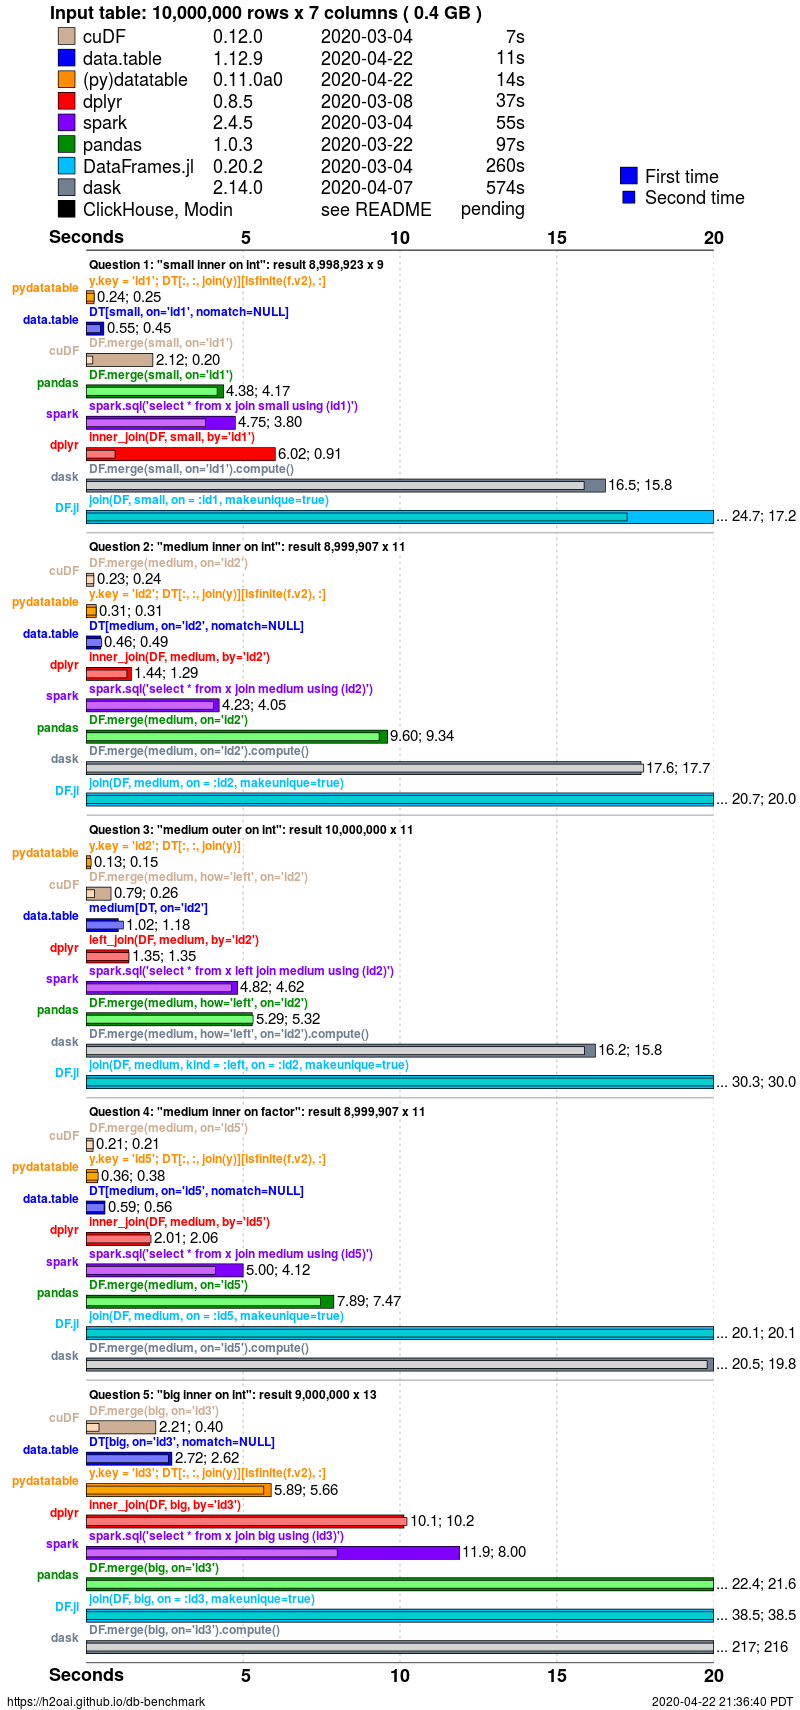 Input table: 10,000,000 rows x 7 columns ( 0.4 GB )
cuDF 0.12.0 2020-03-04 7s
data.table 1.12.9 2020-04-22 11s
(py)datatable 0.11.0a0 2020-04-22 14s
dplyr 0.8.5 2020-03-08 37s
spark 2.4.5 2020-03-04 55s
pandas 1.0.3 2020-03-22 97s
DataFrames.jl 0.20.2 2020-03-04 260s
dask 2.14.0 2020-04-07 574s
ClickHouse, Modin see README pending
First time
Second time
Seconds 5 10 15 20
Question 1: "small inner on int": result 8,998,923 x 9
y.key = 'id1'; DT[:, :, join(y)][isfinite(f.v2), :]
pydatatable 0.24; 0.25
DT[small, on='id1', nomatch=NULL]
data.table 0.55; 0.45
DF.merge(small, on='id1')
cuDF 2.12; 0.20
DF.merge(small, on='id1')
pandas 4.38; 4.17
spark.sql('select * from x join small using (id1)')
spark 4.75; 3.80
inner_join(DF, small, by='id1')
dplyr 6.02; 0.91
DF.merge(small, on='id1').compute()
dask 16.5; 15.8
join(DF, small, on = :id1, makeunique=true)
DF.jl ... 24.7; 17.2
Question 2: "medium inner on int": result 8,999,907 x 11
DF.merge(medium, on='id2')
cuDF 0.23; 0.24
y.key = 'id2'; DT[:, :, join(y)][isfinite(f.v2), :]
pydatatable 0.31; 0.31
DT[medium, on='id2', nomatch=NULL]
data.table 0.46; 0.49
inner_join(DF, medium, by='id2')
dplyr 1.44; 1.29
spark.sql('select * from x join medium using (id2)')
spark 4.23; 4.05
DF.merge(medium, on='id2')
pandas 9.60; 9.34
DF.merge(medium, on='id2').compute()
dask 17.6; 17.7
join(DF, medium, on = :id2, makeunique=true)
DF.jl ... 20.7; 20.0
Question 3: "medium outer on int": result 10,000,000 x 11
y.key = 'id2'; DT[:, :, join(y)]
pydatatable 0.13; 0.15
DF.merge(medium, how='left', on='id2')
cuDF 0.79; 0.26
medium[DT, on='id2']
data.table 1.02; 1.18
left_join(DF, medium, by='id2')
dplyr 1.35; 1.35
spark.sql('select * from x left join medium using (id2)')
spark 4.82; 4.62
DF.merge(medium, how='left', on='id2')
pandas 5.29; 5.32
DF.merge(medium, how='left', on='id2').compute()
dask 16.2; 15.8
join(DF, medium, kind = :left, on = :id2, makeunique=true)
DF.jl ... 30.3; 30.0
Question 4: "medium inner on factor": result 8,999,907 x 11
DF.merge(medium, on='id5')
cuDF 0.21; 0.21
y.key = 'id5'; DT[:, :, join(y)][isfinite(f.v2), :]
pydatatable 0.36; 0.38
DT[medium, on='id5', nomatch=NULL]
data.table 0.59; 0.56
inner_join(DF, medium, by='id5')
dplyr 2.01; 2.06
spark.sql('select * from x join medium using (id5)')
spark 5.00; 4.12
DF.merge(medium, on='id5')
pandas 7.89; 7.47
join(DF, medium, on = :id5, makeunique=true)
DF.jl ... 20.1; 20.1
DF.merge(medium, on='id5').compute()
dask ... 20.5; 19.8
Question 5: "big inner on int": result 9,000,000 x 13
DF.merge(big, on='id3')
cuDF 2.21; 0.40
DT[big, on='id3', nomatch=NULL]
data.table 2.72; 2.62
y.key = 'id3'; DT[:, :, join(y)][isfinite(f.v2), :]
pydatatable 5.89; 5.66
inner_join(DF, big, by='id3')
dplyr 10.1; 10.2
spark.sql('select * from x join big using (id3)')
spark 11.9; 8.00
DF.merge(big, on='id3')
pandas ... 22.4; 21.6
join(DF, big, on = :id3, makeunique=true)
DF.jl ... 38.5; 38.5
DF.merge(big, on='id3').compute()
dask ... 217; 216
Seconds 5 10 15 20
https://h2oai.github.io/db-benchmark 2020-04-22 21:36:40 PDT